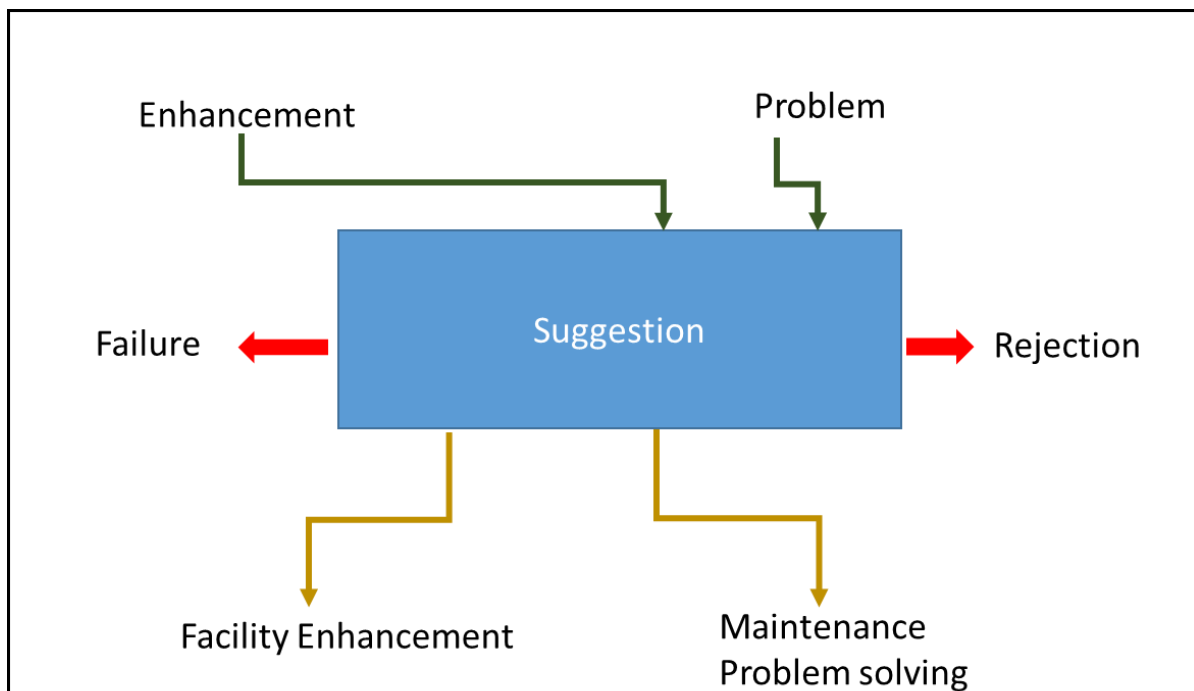 Enhancement
Problem
Suggestion
Failure
Rejection
Facility Enhancement
Maintenance
Problem solving